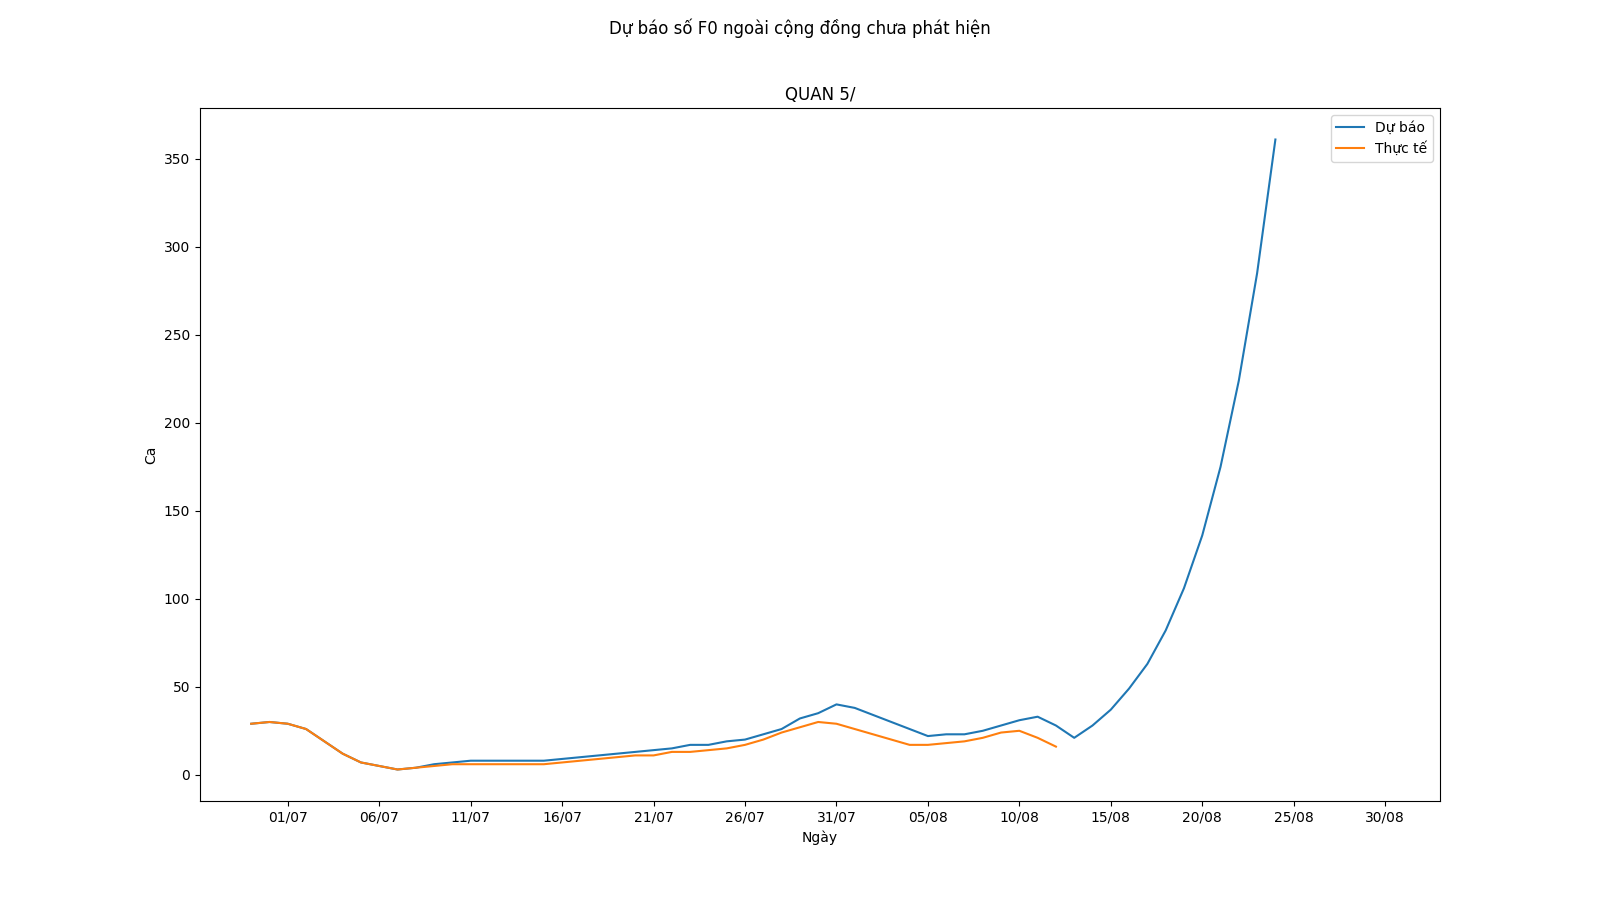 Dự báo số F0 ngoài cộng đồng chưa phát hiện
QUAN 5/
Dự báo
Thực tế
350
300
250
200
150
100
50
0
Ca
01/07 06/07 11/07 16/07 21/07 26/07 31/07 05/08 10/08 15/08 20/08 25/08 30/08
Ngày